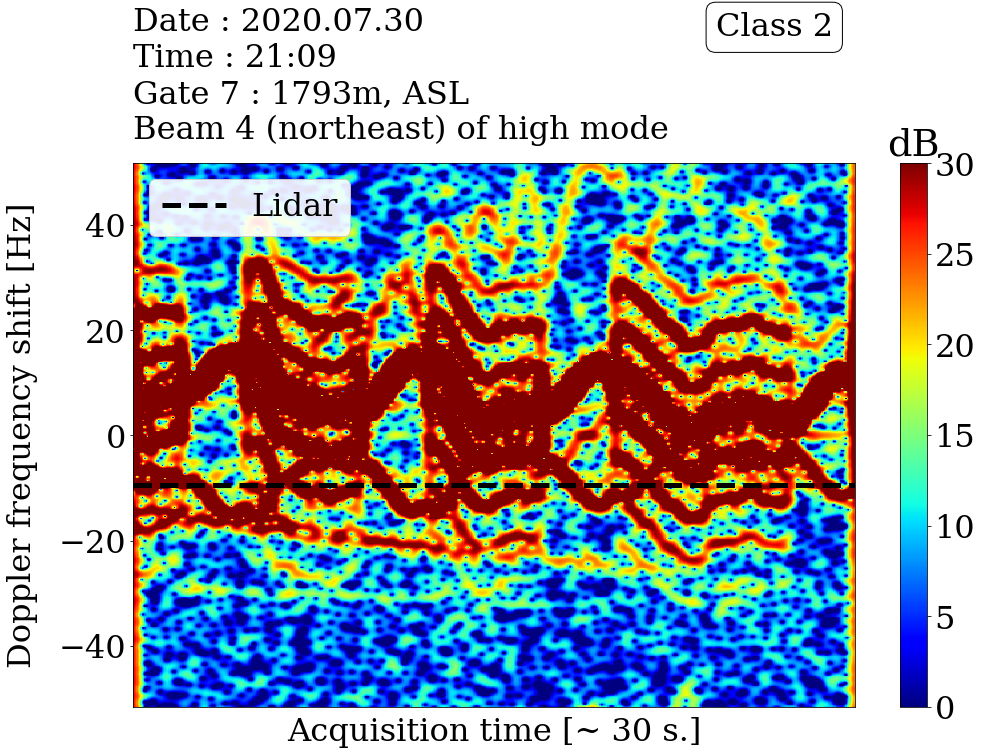 Date : 2020.07.30
Time : 21:09
Gate 7 : 1793m, ASL
Beam 4 (northeast) of high mode
Class 2
dB
Lidar
Doppler frequency shift [Hz]
40
20
0
−20
−40
Acquisition time [~ 30 s.]
30
25
20
15
10
5
0